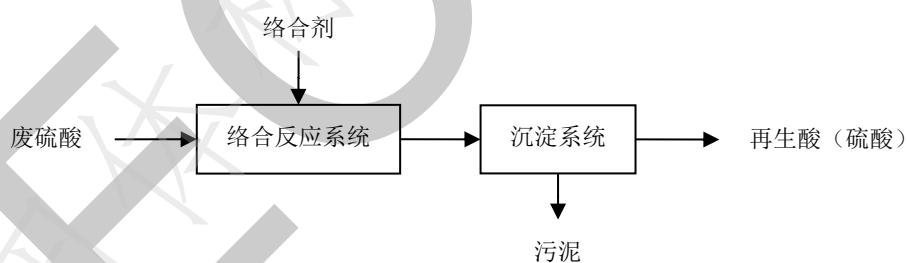 络合剂
废硫酸
络合反应系统
沉淀系统
再生酸（硫酸）
污泥